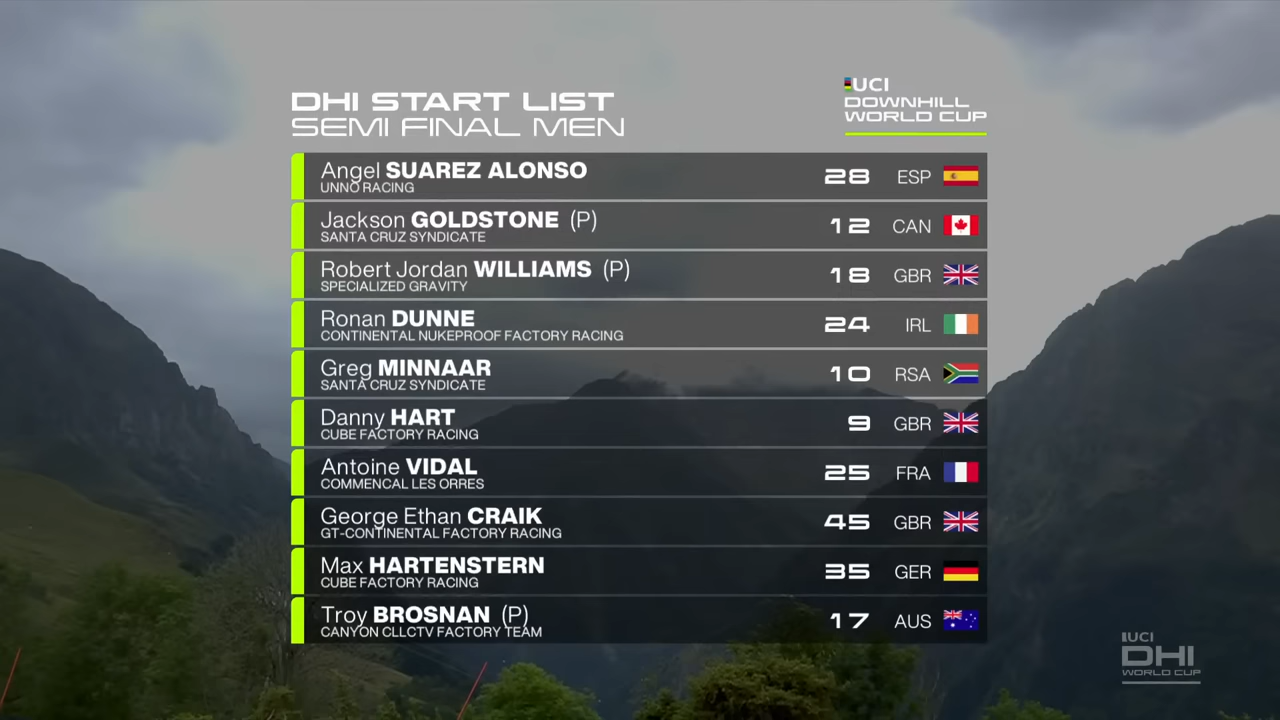 DHI START LIST
SEMI FINAL MEN
UCI
DOWNHILL
WORLD CUP
Angel SUAREZ ALONSO 28 ESP
UNNO RACING
Jackson GOLDSTONE (P) 12 CAN
SANTA CRUZ SYNDICATE
Robert Jordan WILLIAMS (P) 18 GBR
SPECIALIZED GRAVITY
Ronan DUNNE 24 IRL
CONTINENTAL NUKEPROOF FACTORY RACING
Greg MINNAAR 10 RSA
SANTA CRUZ SYNDICATE
Danny HART 9 GBR
CUBE FACTORY RACING
Antoine VIDAL 25 FRA
COMMENCAL LES ORRES
George Ethan CRAIK 45 GBR
GT-CONTINENTAL FACTORY RACING
Max HARTENSTERN 35 GER
CUBE FACTORY RACING
Troy BROSNAN (P) 17 AUS
CANYON CLLCTV FACTORY TEAM
UCI
DHI
WORLD CUP